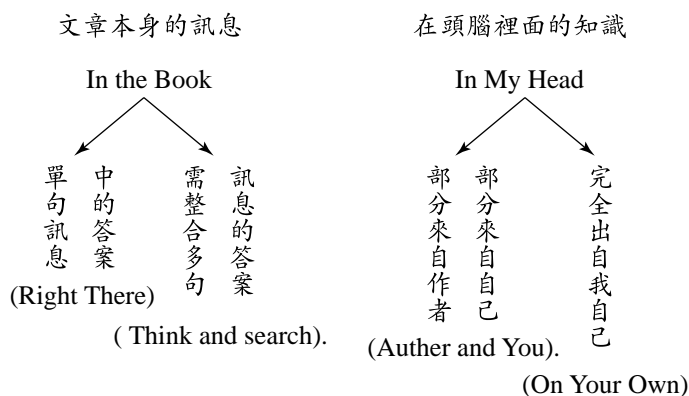 文章本身的訊息
In the Book
單句訊息
中的答案
(Right There)
需整合多句
訊息的答案
( Think and search).
在頭腦裡面的知識
In My Head
部分來自作者
部分來自自己
(Auther and You).
完全出自我自己
(On Your Own)